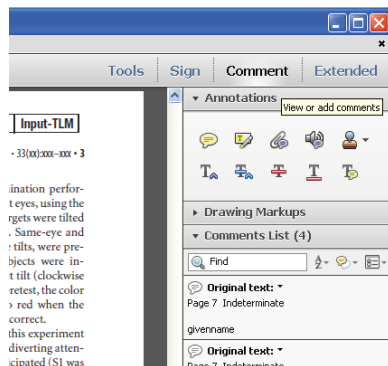 Tools Sign Comment Extended
Annotations
View or add comments
Input-TLM
• 33(xx):xxx–xxx • 3
ination perfor-
t eyes, using the
rgets were tilted
. Same-eye and
e tilts, were pre-
bjects were in-
t tilt (clockwise
retest, the color
o red when the
correct.
this experiment
diverting atten-
icipated (S1 was
Drawing Markups
Comments List (4)
Find
Original text:
Page 7 Indeterminate
givenname
Original text:
Page 7 Indeterminate